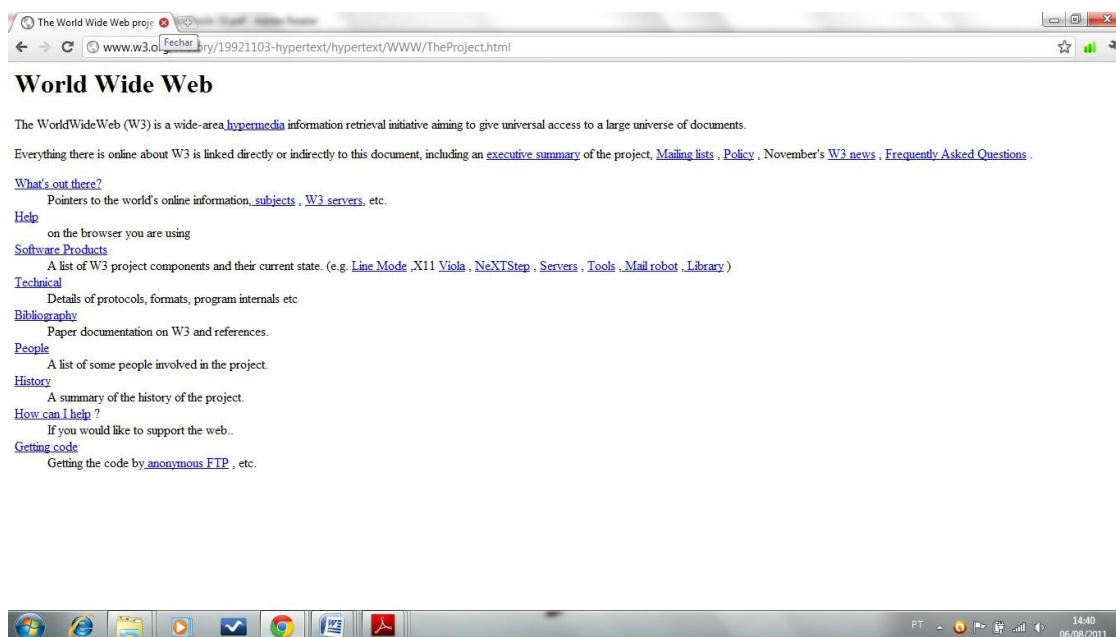 The World Wide Web proje
Fechar
www.w3.org/ ory/19921103-hypertext/hypertext/WWW/TheProject.html
World Wide Web
The WorldWideWeb (W3) is a wide-area hypermedia information retrieval initiative aiming to give universal access to a large universe of documents.
Everything there is online about W3 is linked directly or indirectly to this document, including an executive summary of the project, Mailing lists , Policy , November's W3 news , Frequently Asked Questions .
What's out there?
Pointers to the world's online information, subjects , W3 servers, etc.
Help
on the browser you are using
Software Products
A list of W3 project components and their current state. (e.g. Line Mode ,X11 Viola , NeXTStep , Servers , Tools , Mail robot , Library )
Technical
Details of protocols, formats, program internals etc
Bibliography
Paper documentation on W3 and references.
People
A list of some people involved in the project.
History
A summary of the history of the project.
How can I help ?
If you would like to support the web..
Getting code
Getting the code by anonymous FTP , etc.
PT
14:40
06/08/2011